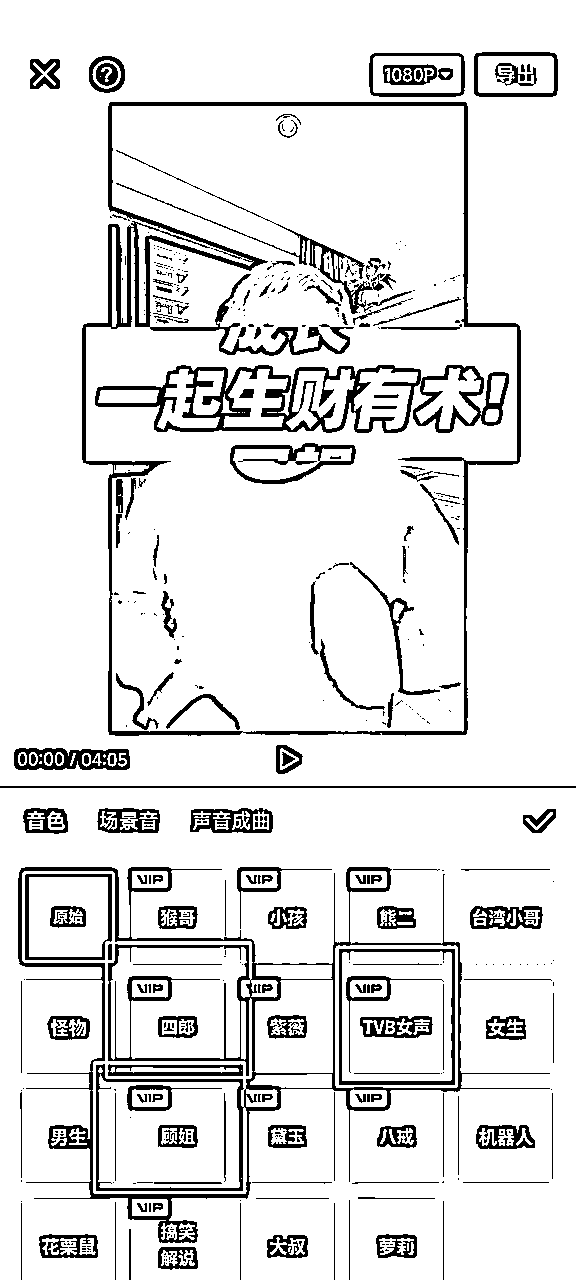 1080P
导出
成长
一起生财有术!
00:00 / 04:05
音色 场景音 声音成曲
VIP VIP VIP
原始 猴哥 小孩 熊二 台湾小哥
VIP VIP VIP
怪物 四郎 紫薇 TVB女声 女生
VIP VIP VIP
男生 顾姐 黛玉 八戒 机器人
VIP
花栗鼠 搞笑解说 大叔 萝莉